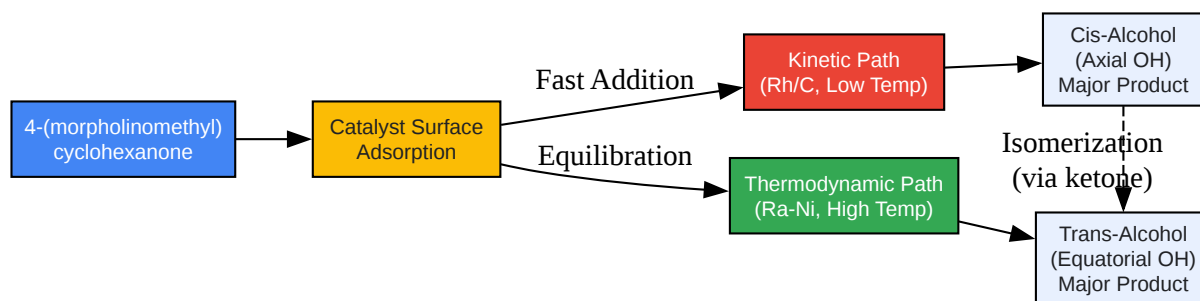 4-(morpholinomethyl)
cyclohexanone
Catalyst Surface
Adsorption
Fast Addition
Equilibration
Kinetic Path
(Rh/C, Low Temp)
Thermodynamic Path
(Ra-Ni, High Temp)
Cis-Alcohol
(Axial OH)
Major Product
Isomerization
(via ketone)
Trans-Alcohol
(Equatorial OH)
Major Product